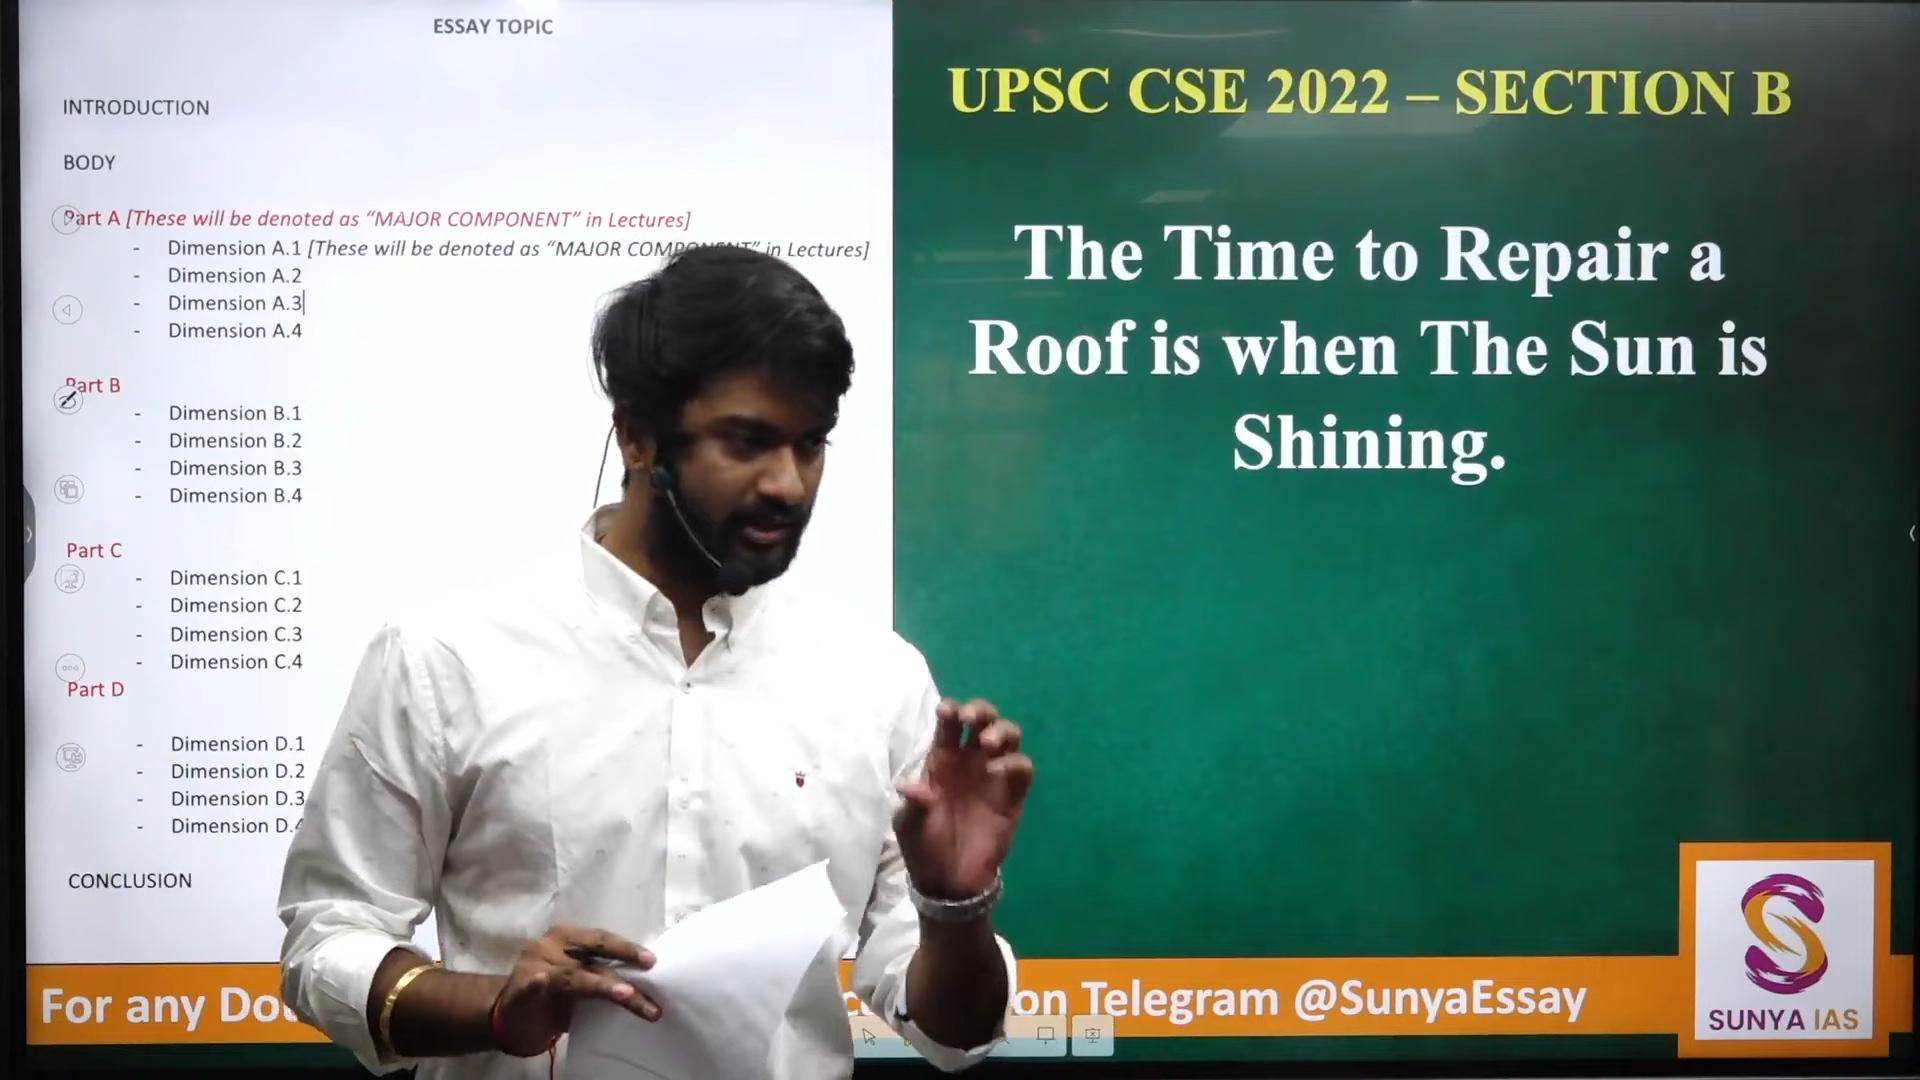 ESSAY TOPIC
INTRODUCTION
BODY
Part A [These will be denoted as “MAJOR COMPONENT” in Lectures]
- Dimension A.1 [These will be denoted as “MAJOR COMPONENT” in Lectures]
- Dimension A.2
- Dimension A.3
- Dimension A.4
Part B
- Dimension B.1
- Dimension B.2
- Dimension B.3
- Dimension B.4
Part C
- Dimension C.1
- Dimension C.2
- Dimension C.3
- Dimension C.4
Part D
- Dimension D.1
- Dimension D.2
- Dimension D.3
- Dimension D.4
CONCLUSION
UPSC CSE 2022 – SECTION B
The Time to Repair a
Roof is when The Sun is
Shining.
For any on Telegram @SunyaEssay
SUNYA IAS